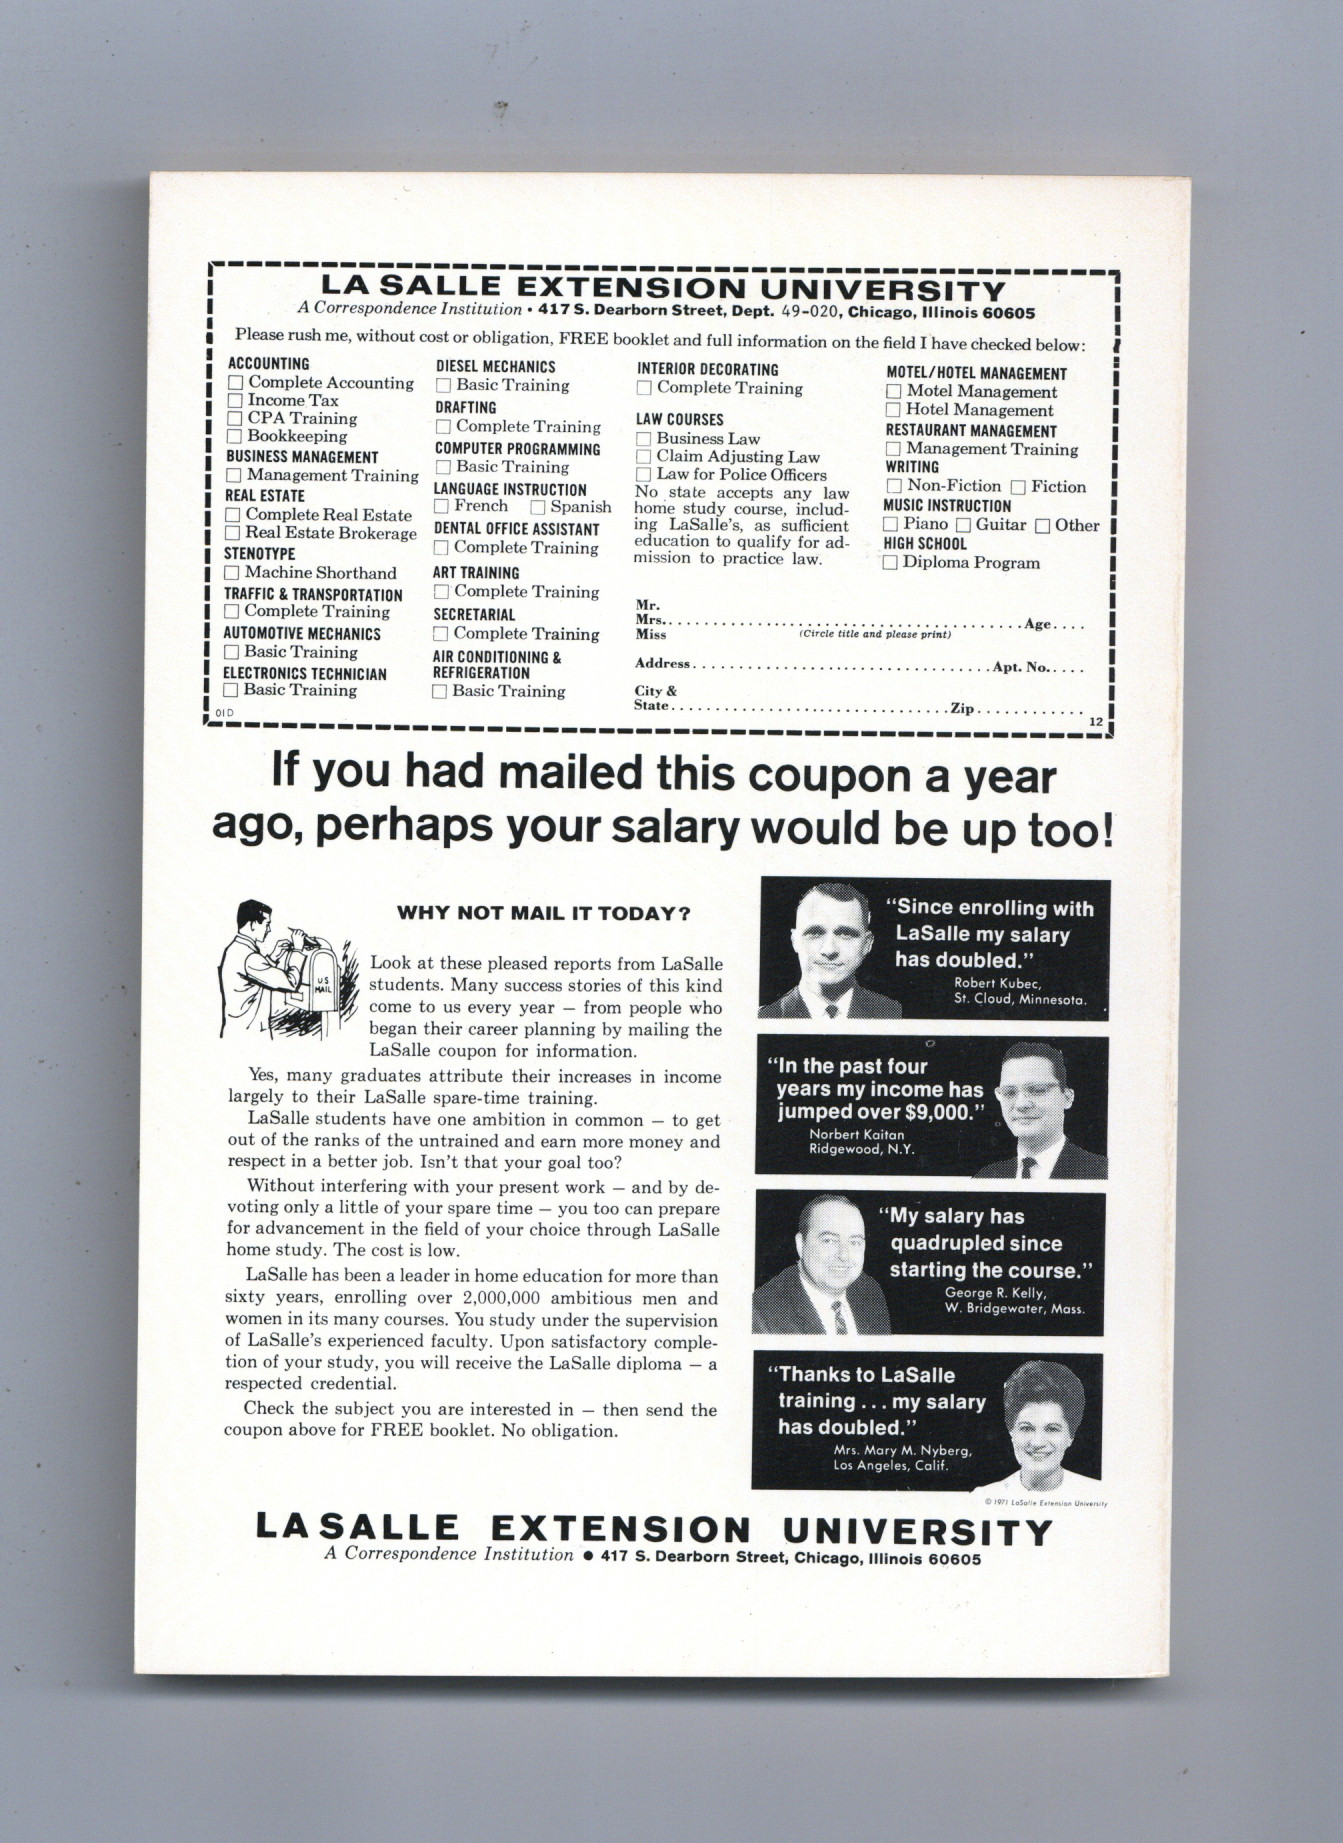 LA SALLE EXTENSION UNIVERSITY
A Correspondence Institution • 417 S. Dearborn Street, Dept. 49-020, Chicago, Illinois 60605
Please rush me, without cost or obligation, FREE booklet and full information on the field I have checked below:
ACCOUNTING
☐ Complete Accounting
☐ Income Tax
☐ CPA Training
☐ Bookkeeping
BUSINESS MANAGEMENT
☐ Management Training
REAL ESTATE
☐ Complete Real Estate
☐ Real Estate Brokerage
STENOTYPE
☐ Machine Shorthand
TRAFFIC & TRANSPORTATION
☐ Complete Training
AUTOMOTIVE MECHANICS
☐ Basic Training
ELECTRONICS TECHNICIAN
☐ Basic Training
01D
DIESEL MECHANICS
☐ Basic Training
DRAFTING
☐ Complete Training
COMPUTER PROGRAMMING
☐ Basic Training
LANGUAGE INSTRUCTION
☐ French ☐ Spanish
DENTAL OFFICE ASSISTANT
☐ Complete Training
ART TRAINING
☐ Complete Training
SECRETARIAL
☐ Complete Training
AIR CONDITIONING &
REFRIGERATION
☐ Basic Training
INTERIOR DECORATING
☐ Complete Training
LAW COURSES
☐ Business Law
☐ Claim Adjusting Law
☐ Law for Police Officers
No state accepts any law
home study course, includ-
ing LaSalle's, as sufficient
education to qualify for ad-
mission to practice law.
MOTEL/HOTEL MANAGEMENT
☐ Motel Management
☐ Hotel Management
RESTAURANT MANAGEMENT
☐ Management Training
WRITING
☐ Non-Fiction ☐ Fiction
MUSIC INSTRUCTION
☐ Piano ☐ Guitar ☐ Other
HIGH SCHOOL
☐ Diploma Program
Mr.
Mrs.......................................Age....
Miss (Circle title and please print)
Address..................................Apt. No.....
City &
State................................Zip............
12
If you had mailed this coupon a year
ago, perhaps your salary would be up too!
U.S.
MAIL
WHY NOT MAIL IT TODAY?
Look at these pleased reports from LaSalle
students. Many success stories of this kind
come to us every year — from people who
began their career planning by mailing the
LaSalle coupon for information.
Yes, many graduates attribute their increases in income
largely to their LaSalle spare-time training.
LaSalle students have one ambition in common — to get
out of the ranks of the untrained and earn more money and
respect in a better job. Isn't that your goal too?
Without interfering with your present work — and by de-
voting only a little of your spare time — you too can prepare
for advancement in the field of your choice through LaSalle
home study. The cost is low.
LaSalle has been a leader in home education for more than
sixty years, enrolling over 2,000,000 ambitious men and
women in its many courses. You study under the supervision
of LaSalle's experienced faculty. Upon satisfactory comple-
tion of your study, you will receive the LaSalle diploma — a
respected credential.
Check the subject you are interested in — then send the
coupon above for FREE booklet. No obligation.
"Since enrolling with
LaSalle my salary
has doubled."
Robert Kubec,
St. Cloud, Minnesota.
"In the past four
years my income has
jumped over $9,000."
Norbert Kaitan
Ridgewood, N.Y.
"My salary has
quadrupled since
starting the course."
George R. Kelly,
W. Bridgewater, Mass.
"Thanks to LaSalle
training . . . my salary
has doubled."
Mrs. Mary M. Nyberg,
Los Angeles, Calif.
© 1971 LaSalle Extension University
LA SALLE EXTENSION UNIVERSITY
A Correspondence Institution ● 417 S. Dearborn Street, Chicago, Illinois 60605